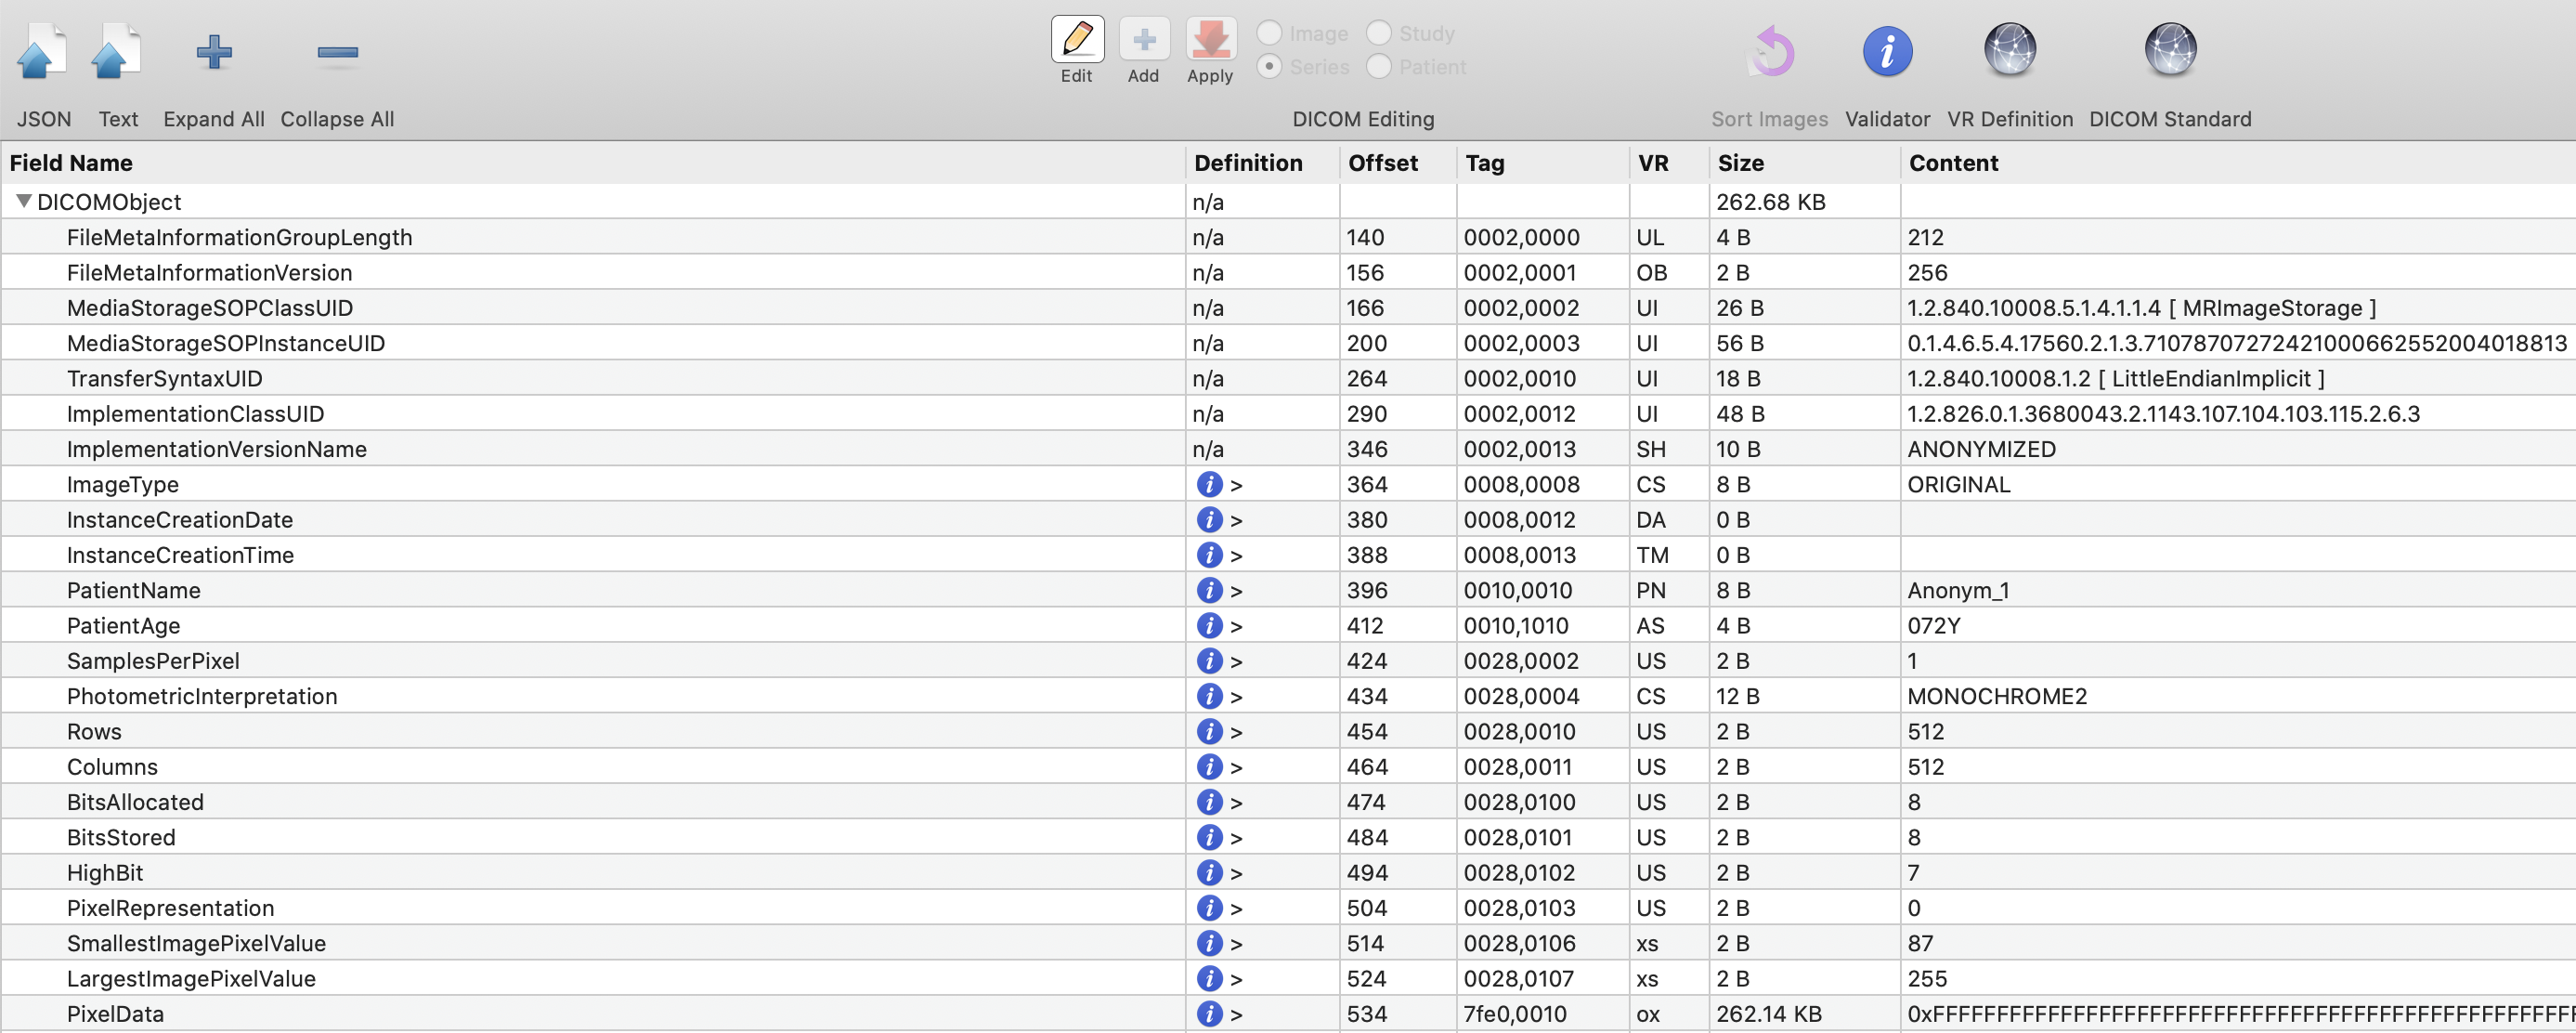 Image Study
Edit Add Apply Series Patient
JSON Text Expand All Collapse All DICOM Editing Sort Images Validator VR Definition DICOM Standard
Field Name Definition Offset Tag VR Size Content
DICOMObject n/a 262.68 KB
FileMetaInformationGroupLength n/a 140 0002,0000 UL 4 B 212
FileMetaInformationVersion n/a 156 0002,0001 OB 2 B 256
MediaStorageSOPClassUID n/a 166 0002,0002 UI 26 B 1.2.840.10008.5.1.4.1.1.4 [ MRImageStorage ]
MediaStorageSOPInstanceUID n/a 200 0002,0003 UI 56 B 0.1.4.6.5.4.17560.2.1.3.71078707272421000662552004018813
TransferSyntaxUID n/a 264 0002,0010 UI 18 B 1.2.840.10008.1.2 [ LittleEndianImplicit ]
ImplementationClassUID n/a 290 0002,0012 UI 48 B 1.2.826.0.1.3680043.2.1143.107.104.103.115.2.6.3
ImplementationVersionName n/a 346 0002,0013 SH 10 B ANONYMIZED
ImageType i > 364 0008,0008 CS 8 B ORIGINAL
InstanceCreationDate i > 380 0008,0012 DA 0 B
InstanceCreationTime i > 388 0008,0013 TM 0 B
PatientName i > 396 0010,0010 PN 8 B Anonym_1
PatientAge i > 412 0010,1010 AS 4 B 072Y
SamplesPerPixel i > 424 0028,0002 US 2 B 1
PhotometricInterpretation i > 434 0028,0004 CS 12 B MONOCHROME2
Rows i > 454 0028,0010 US 2 B 512
Columns i > 464 0028,0011 US 2 B 512
BitsAllocated i > 474 0028,0100 US 2 B 8
BitsStored i > 484 0028,0101 US 2 B 8
HighBit i > 494 0028,0102 US 2 B 7
PixelRepresentation i > 504 0028,0103 US 2 B 0
SmallestImagePixelValue i > 514 0028,0106 xs 2 B 87
LargestImagePixelValue i > 524 0028,0107 xs 2 B 255
PixelData i > 534 7fe0,0010 ox 262.14 KB 0xFFFFFFFFFFFFFFFFFFFFFFFFFFFFFFFFFFFFFFFFFFFFFFFFFFF